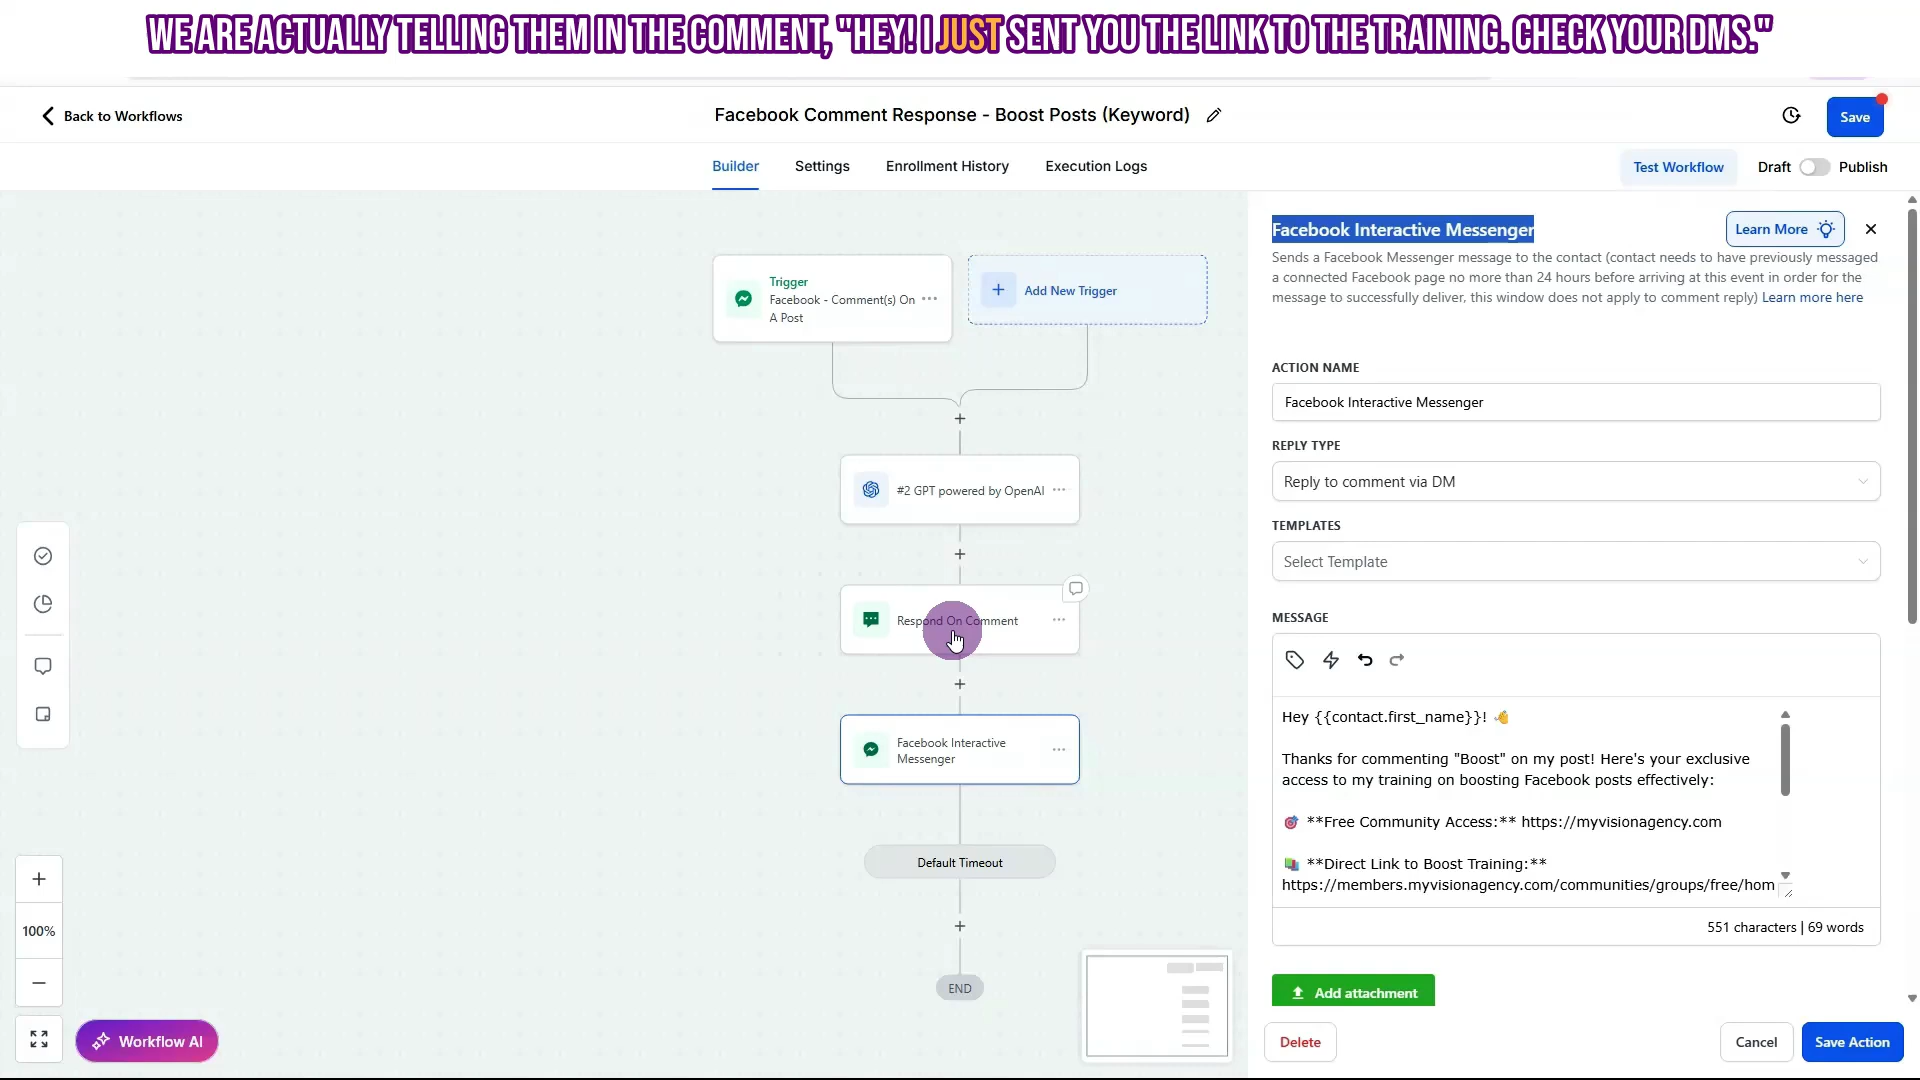 WE ARE ACTUALLY TELLING THEM IN THE COMMENT, "HEY! I JUST SENT YOU THE LINK TO THE TRAINING. CHECK YOUR DMS."
Back to Workflows
Facebook Comment Response - Boost Posts (Keyword)
Save
Builder
Settings
Enrollment History
Execution Logs
Test Workflow
Draft
Publish
Trigger
Facebook - Comment(s) On
A Post
Add New Trigger
#2 GPT powered by OpenAI
Respond On Comment
Facebook Interactive
Messenger
Default Timeout
END
100%
Workflow AI
Facebook Interactive Messenger
Learn More
Sends a Facebook Messenger message to the contact (contact needs to have previously messaged
a connected Facebook page no more than 24 hours before arriving at this event in order for the
message to successfully deliver, this window does not apply to comment reply) Learn more here
ACTION NAME
Facebook Interactive Messenger
REPLY TYPE
Reply to comment via DM
TEMPLATES
Select Template
MESSAGE
Hey {{contact.first_name}}! 👋
Thanks for commenting "Boost" on my post! Here's your exclusive
access to my training on boosting Facebook posts effectively:
🎯 **Free Community Access:** https://myvisionagency.com
📚 **Direct Link to Boost Training:**
https://members.myvisionagency.com/communities/groups/free/hom
551 characters | 69 words
Add attachment
Delete
Cancel
Save Action